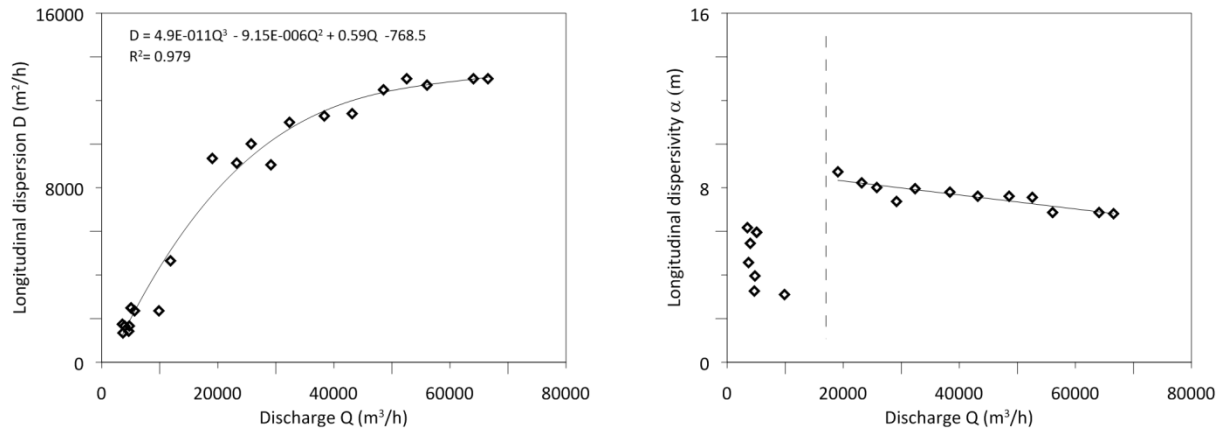 16000
D = 4.9E-011Q³ - 9.15E-006Q² + 0.59Q -768.5
R²= 0.979
8000
0
Longitudinal dispersion D (m²/h)
0 20000 40000 60000 80000
Discharge Q (m³/h)
16
8
0
Longitudinal dispersivity α (m)
0 20000 40000 60000 80000
Discharge Q (m³/h)